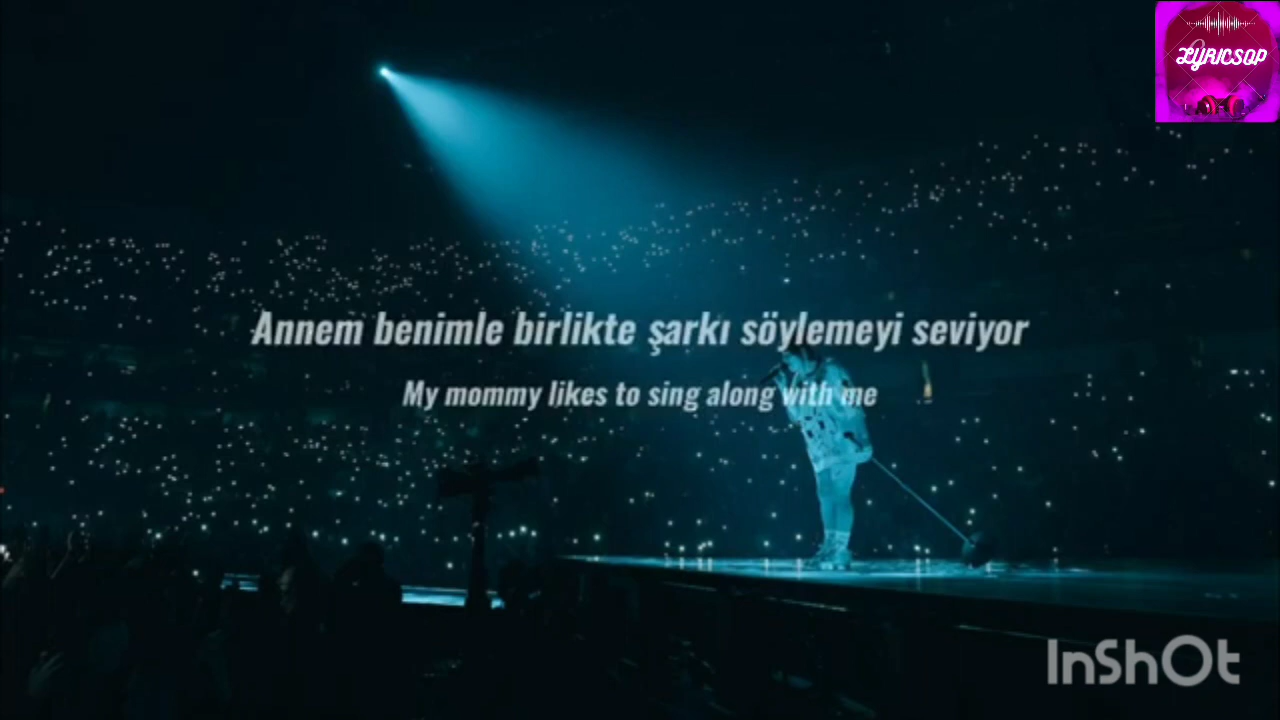 LYRICSOP
Annem benimle birlikte şarkı söylemeyi seviyor
My mommy likes to sing along with me
InShOt